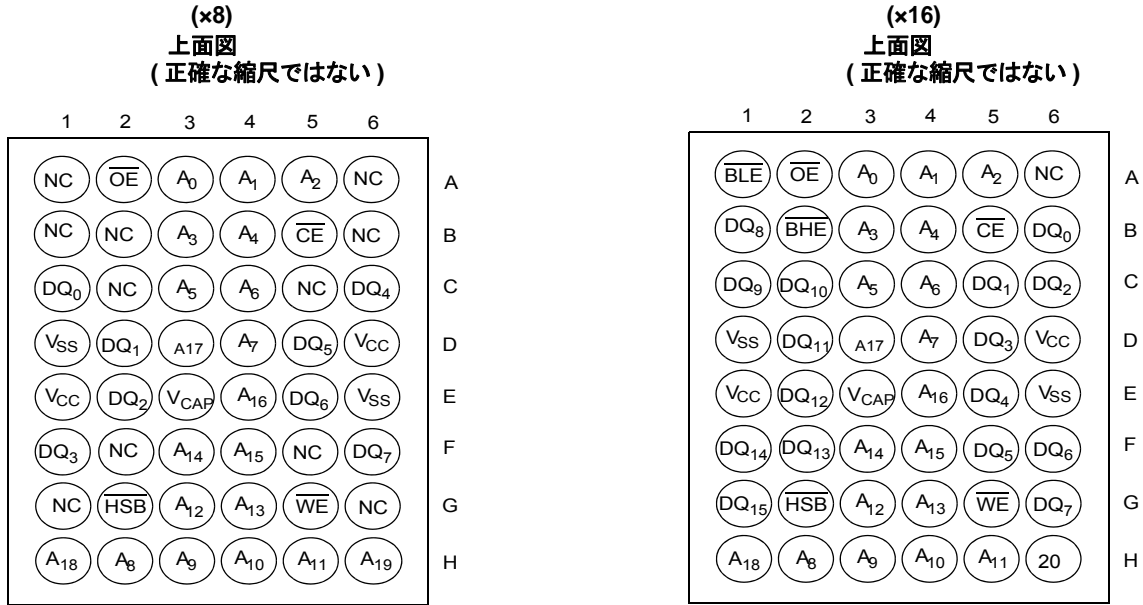 (×8)
上面図
( 正確な縮尺ではない )
1 2 3 4 5 6
NC OE A0 A1 A2 NC A
NC NC A3 A4 CE NC B
DQ0 NC A5 A6 NC DQ4 C
VSS DQ1 A17 A7 DQ5 VCC D
VCC DQ2 VCAP A16 DQ6 VSS E
DQ3 NC A14 A15 NC DQ7 F
NC HSB A12 A13 WE NC G
A18 A8 A9 A10 A11 A19 H
(×16)
上面図
( 正確な縮尺ではない )
1 2 3 4 5 6
BLE OE A0 A1 A2 NC A
DQ8 BHE A3 A4 CE DQ0 B
DQ9 DQ10 A5 A6 DQ1 DQ2 C
VSS DQ11 A17 A7 DQ3 VCC D
VCC DQ12 VCAP A16 DQ4 VSS E
DQ14 DQ13 A14 A15 DQ5 DQ6 F
DQ15 HSB A12 A13 WE DQ7 G
A18 A8 A9 A10 A11 20 H